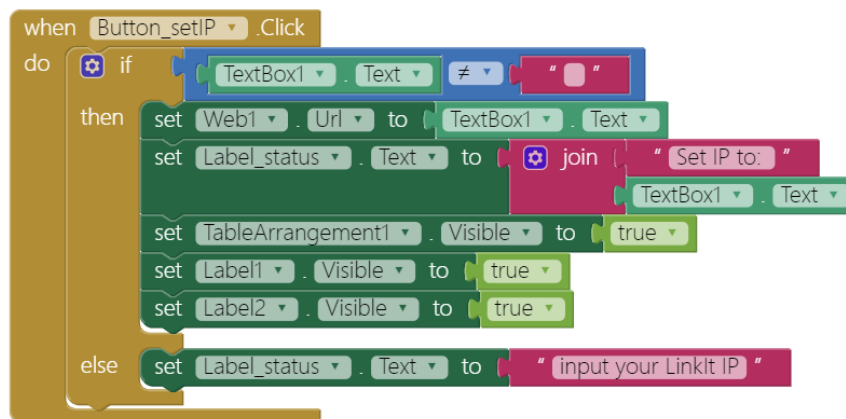 when Button_setIP .Click
do if TextBox1 . Text ≠ " "
then set Web1 . Url to TextBox1 . Text
set Label_status . Text to join " Set IP to: "
TextBox1 . Text
set TableArrangement1 . Visible to true
set Label1 . Visible to true
set Label2 . Visible to true
else set Label_status . Text to " input your LinkIt IP "